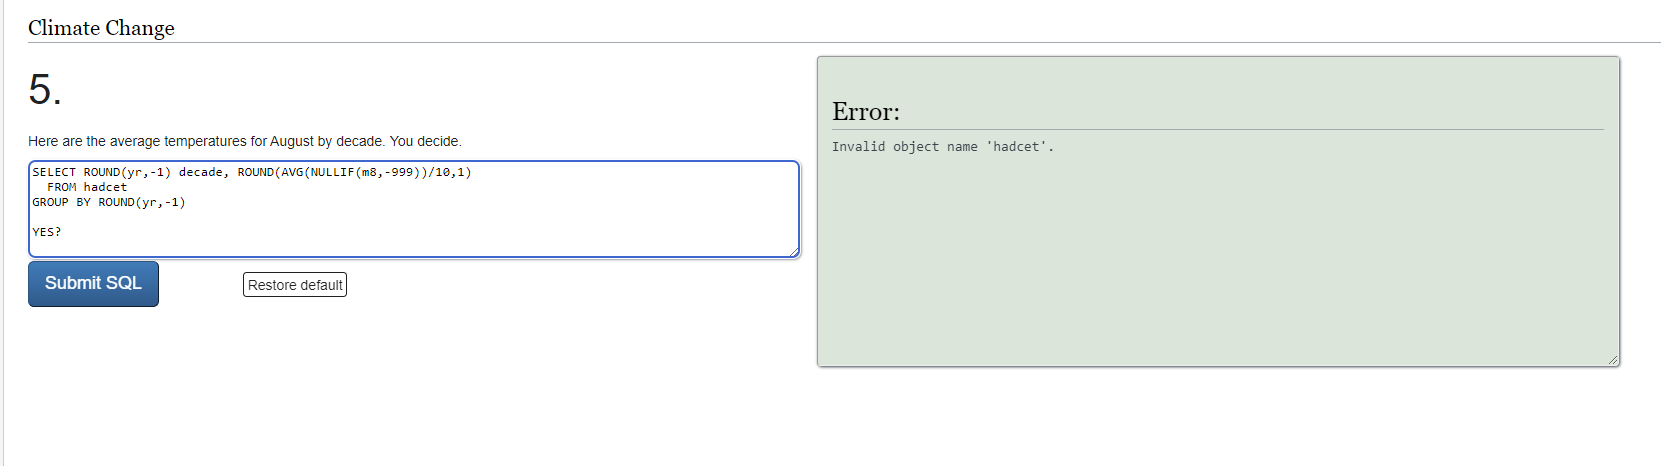 Climate Change
5.
Here are the average temperatures for August by decade. You decide.
SELECT ROUND(yr,-1) decade, ROUND(AVG(NULLIF(m8,-999))/10,1)
  FROM hadcet
GROUP BY ROUND(yr,-1)
YES?
Submit SQL
Restore default
Error:
Invalid object name 'hadcet'.